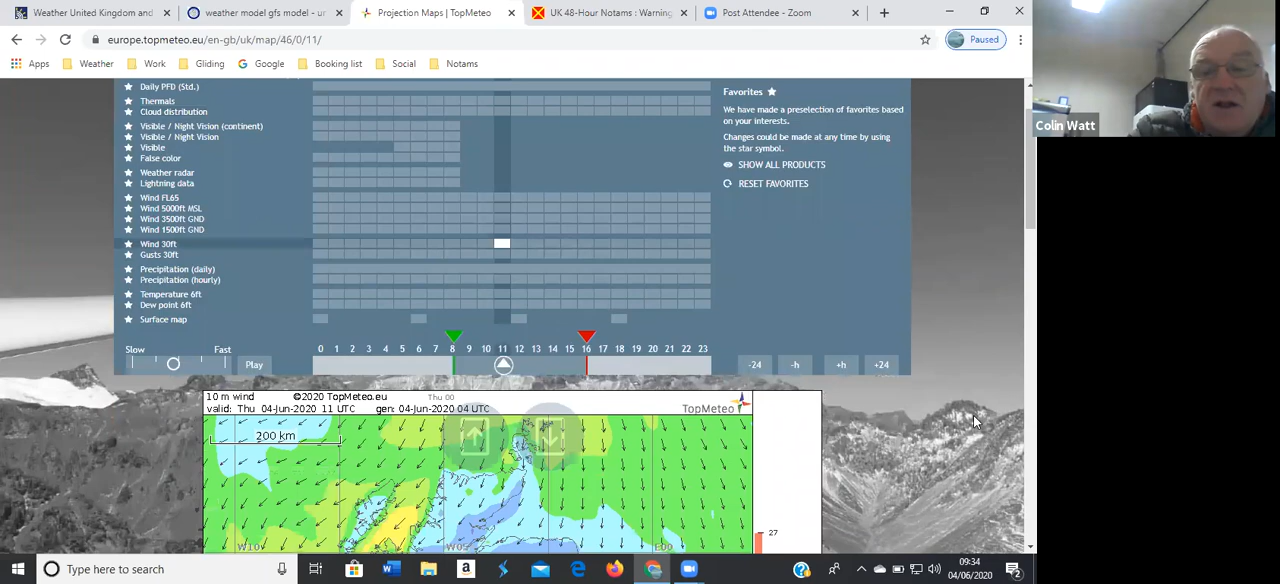 Weather United Kingdom and
weather model gfs model - ur
Projection Maps | TopMeteo
UK 48-Hour Notams : Warning
Post Attendee - Zoom
europe.topmeteo.eu/en-gb/uk/map/46/0/11/
Paused
Apps
Weather
Work
Gliding
Google
Booking list
Social
Notams
Colin Watt
Daily PFD (Std.)
Thermals
Cloud distribution
Visible / Night Vision (continent)
Visible / Night Vision
Visible
False color
Weather radar
Lightning data
Wind FL65
Wind 5000ft MSL
Wind 3500ft GND
Wind 1500ft GND
Wind 30ft
Gusts 30ft
Precipitation (daily)
Precipitation (hourly)
Temperature 6ft
Dew point 6ft
Surface map
Favorites
We have made a preselection of favorites based
on your interests.
Changes could be made at any time by using
the star symbol.
SHOW ALL PRODUCTS
RESET FAVORITES
Slow
Fast
Play
0 1 2 3 4 5 6 7 8 9 10 11 12 13 14 15 16 17 18 19 20 21 22 23
-24
-h
+h
+24
10 m wind ©2020 TopMeteo.eu Thu 00
valid: Thu 04-Jun-2020 11 UTC gen: 04-Jun-2020 04 UTC
TopMeteo
200 km
W10
W05
E00
27
Type here to search
09:34
04/06/2020
2